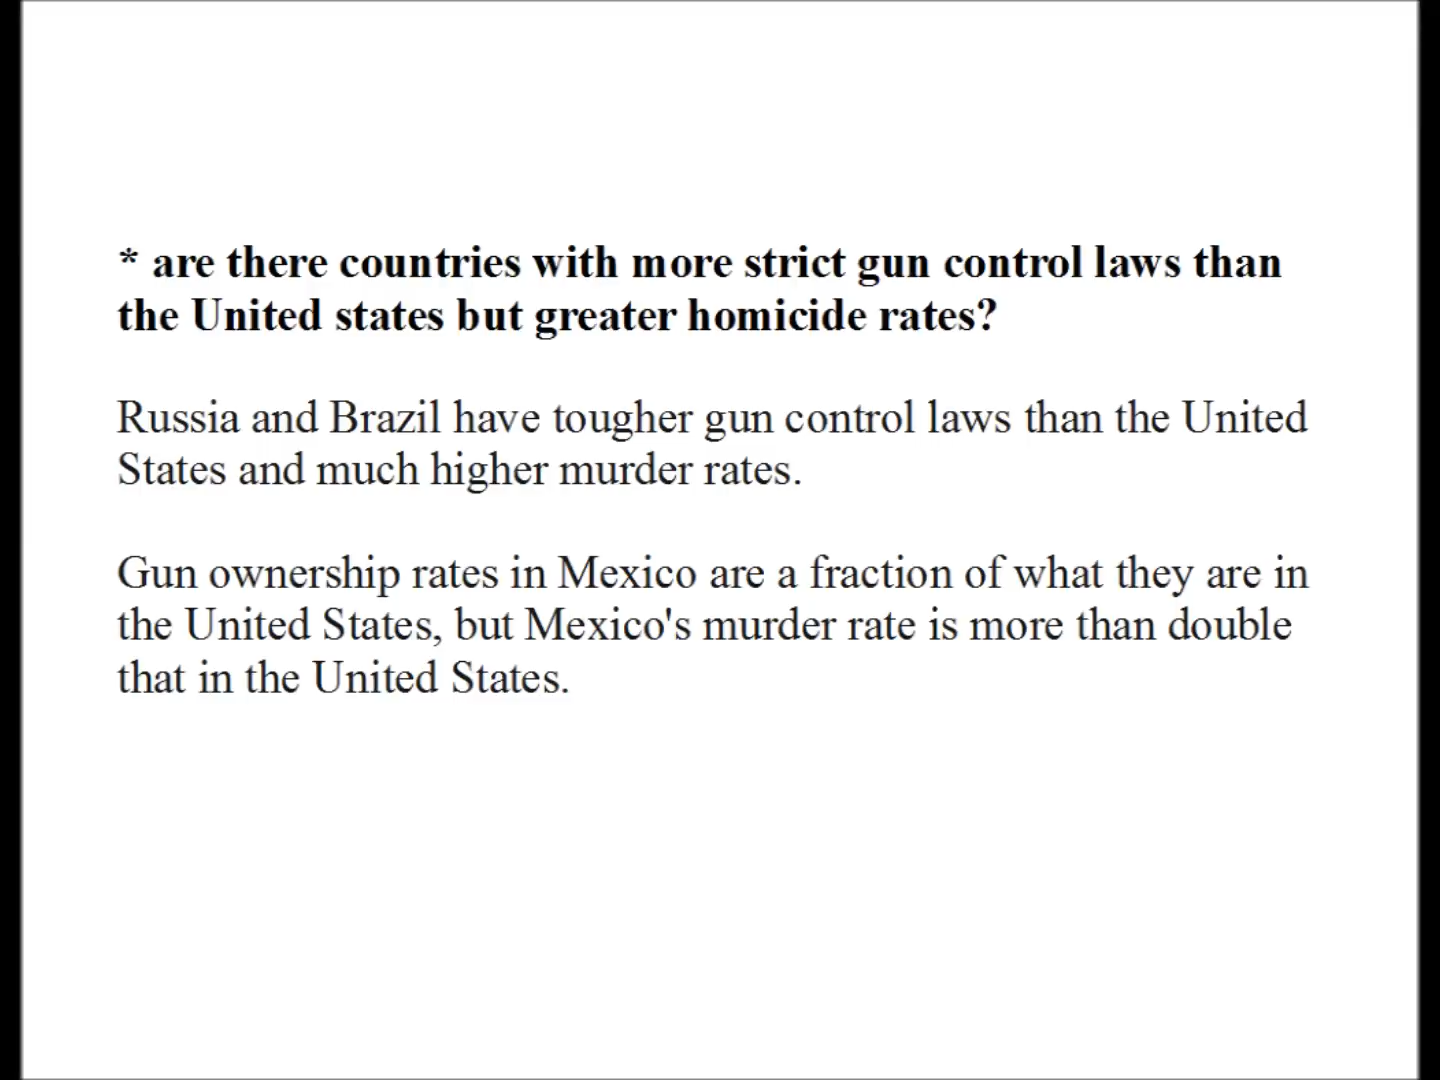 * are there countries with more strict gun control laws than
the United states but greater homicide rates?
Russia and Brazil have tougher gun control laws than the United
States and much higher murder rates.
Gun ownership rates in Mexico are a fraction of what they are in
the United States, but Mexico's murder rate is more than double
that in the United States.